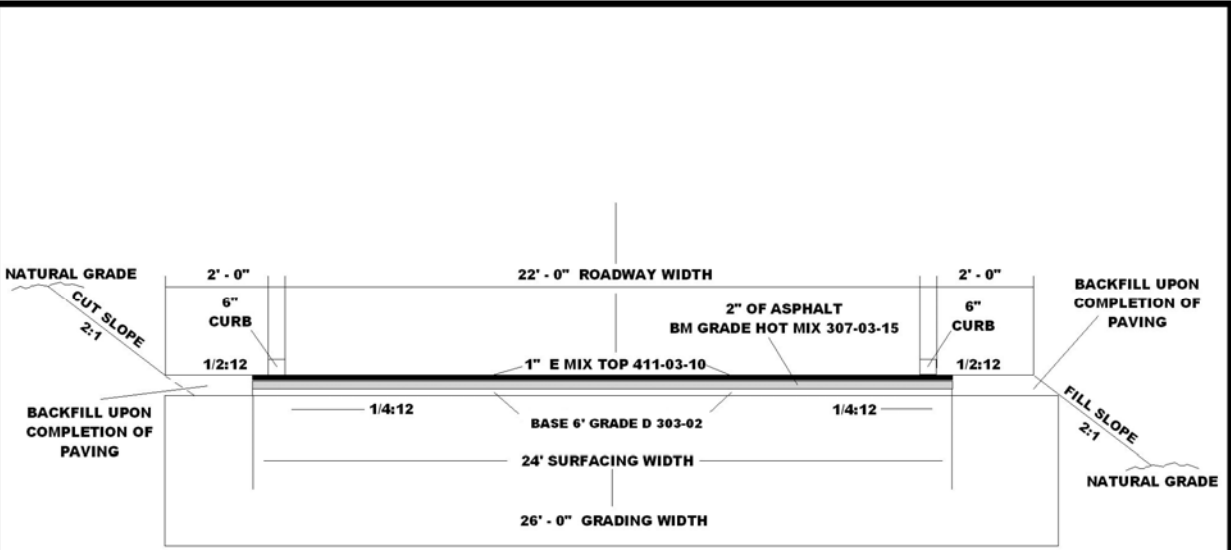 NATURAL GRADE
2' - 0"
22' - 0" ROADWAY WIDTH
2' - 0"
BACKFILL UPON
COMPLETION OF
PAVING
CUT SLOPE
2:1
6"
CURB
2" OF ASPHALT
BM GRADE HOT MIX 307-03-15
6"
CURB
1/2:12
1" E MIX TOP 411-03-10
1/2:12
BACKFILL UPON
COMPLETION OF
PAVING
1/4:12
BASE 6' GRADE D 303-02
1/4:12
FILL SLOPE
2:1
24' SURFACING WIDTH
NATURAL GRADE
26' - 0" GRADING WIDTH